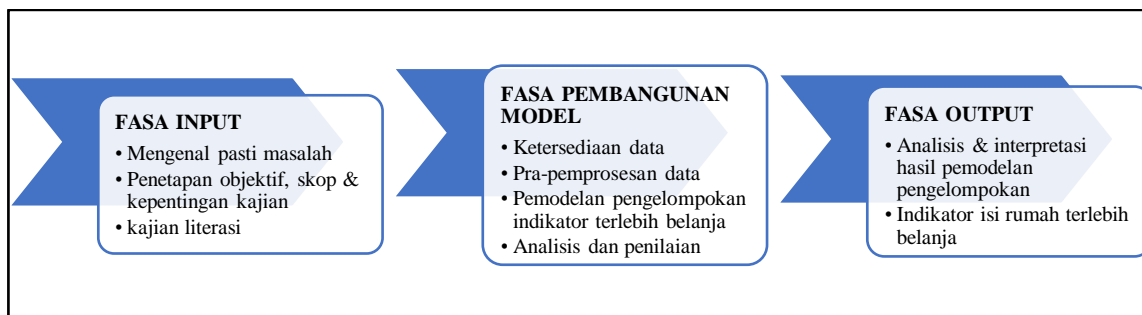 FASA INPUT
• Mengenal pasti masalah
• Penetapan objektif, skop &
kepentingan kajian
• kajian literasi
FASA PEMBANGUNAN
MODEL
• Ketersediaan data
• Pra-pemprosesan data
• Pemodelan pengelompokan
indikator terlebih belanja
• Analisis dan penilaian
FASA OUTPUT
• Analisis & interpretasi
hasil pemodelan
pengelompokan
• Indikator isi rumah terlebih
belanja